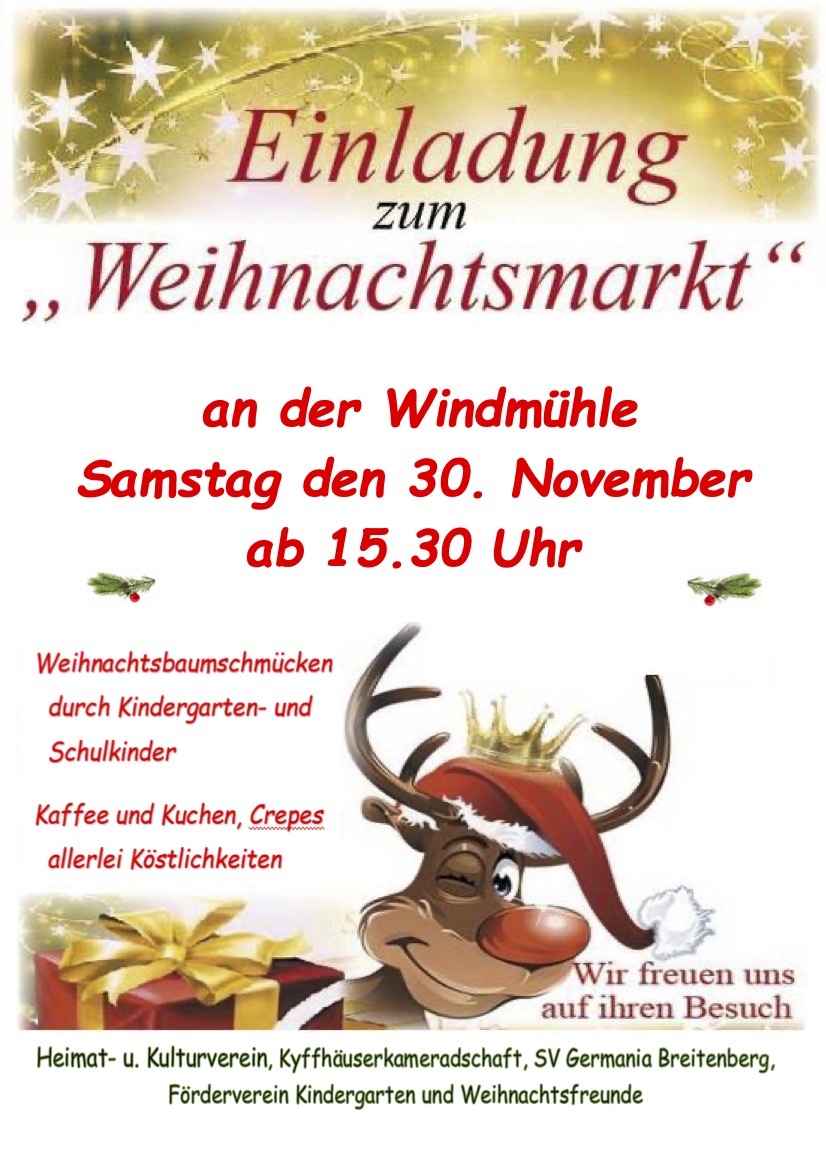 Einladung
zum
„Weihnachtsmarkt“
an der Windmühle
Samstag den 30. November
ab 15.30 Uhr
Weihnachtsbaumschmücken
durch Kindergarten- und
Schulkinder
Kaffee und Kuchen, Crepes
allerlei Köstlichkeiten
Wir freuen uns
auf ihren Besuch
Heimat- u. Kulturverein, Kyffhäuserkameradschaft, SV Germania Breitenberg,
Förderverein Kindergarten und Weihnachtsfreunde